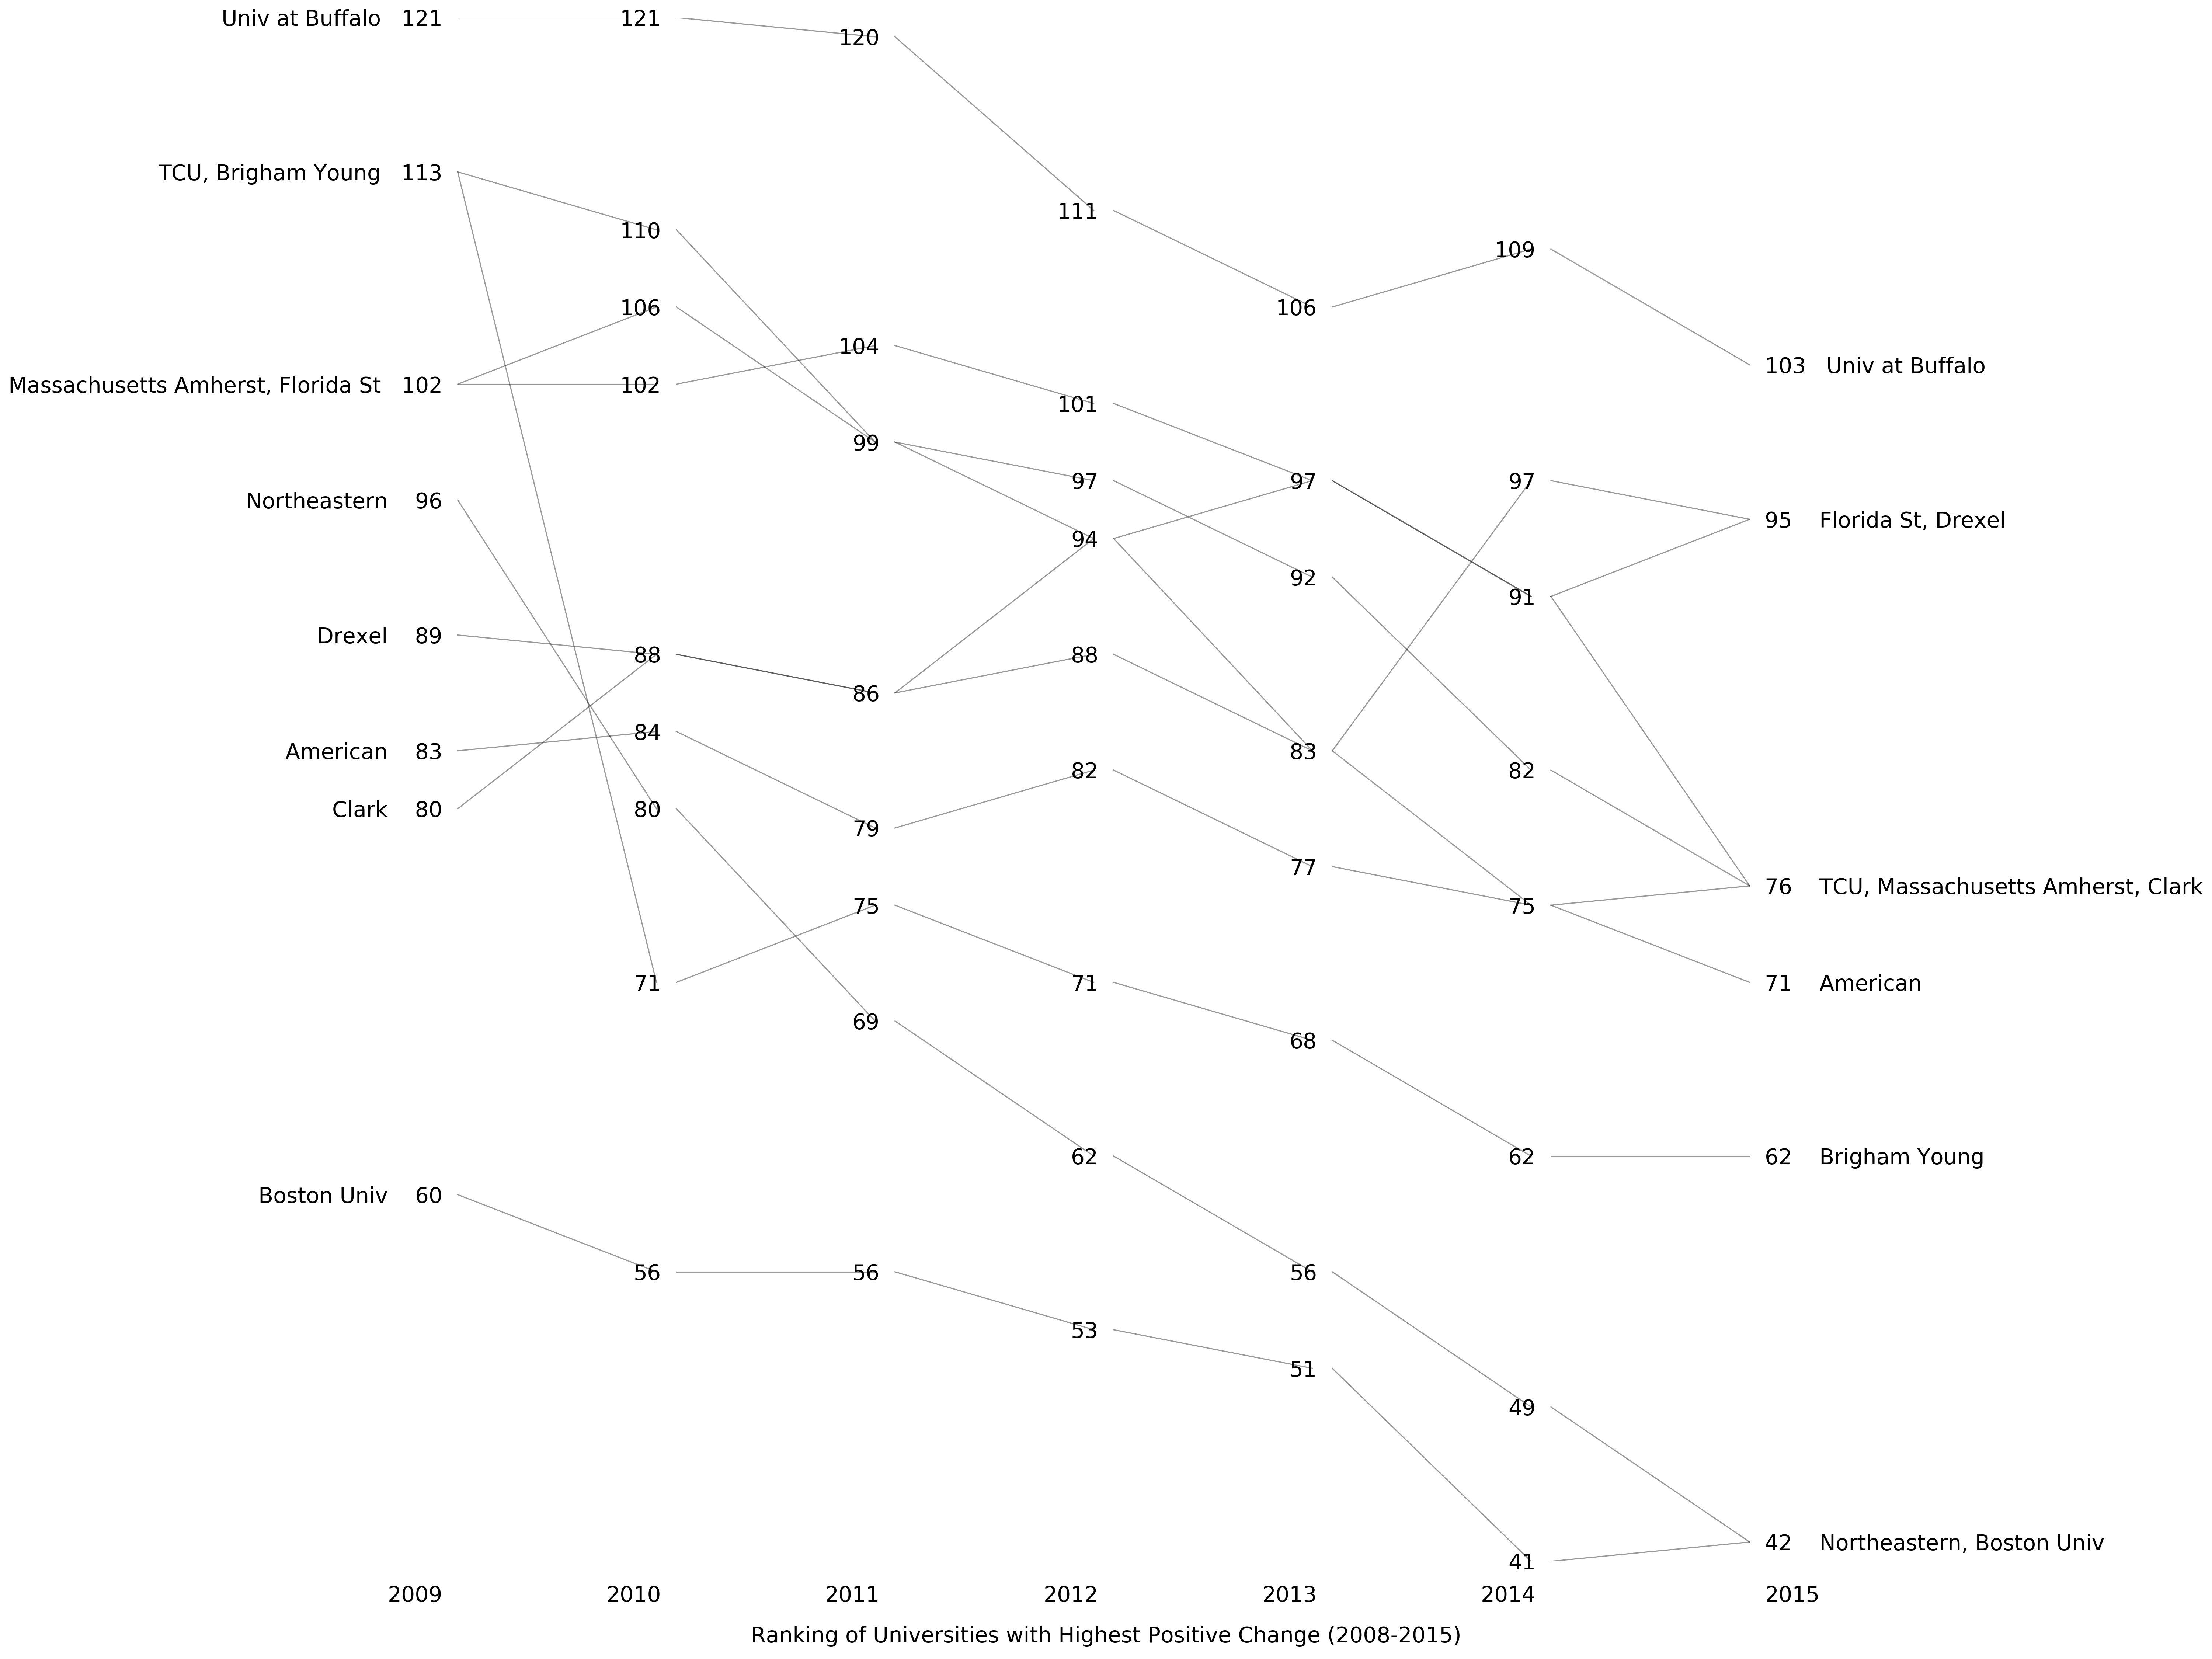 Univ at Buffalo 121 121
120
TCU, Brigham Young 113
111
110
109
106 106
104
103 Univ at Buffalo
Massachusetts Amherst, Florida St 102 102
101
99
97 97 97
Northeastern 96
95 Florida St, Drexel
94
92
91
Drexel 89
88 88
86
84
American 83 83
82 82
Clark 80 80
79
77
76 TCU, Massachusetts Amherst, Clark
75 75
71 71 71 American
69
68
62 62 62 Brigham Young
Boston Univ 60
56 56 56
53
51
49
42 Northeastern, Boston Univ
41
2009 2010 2011 2012 2013 2014 2015
Ranking of Universities with Highest Positive Change (2008-2015)